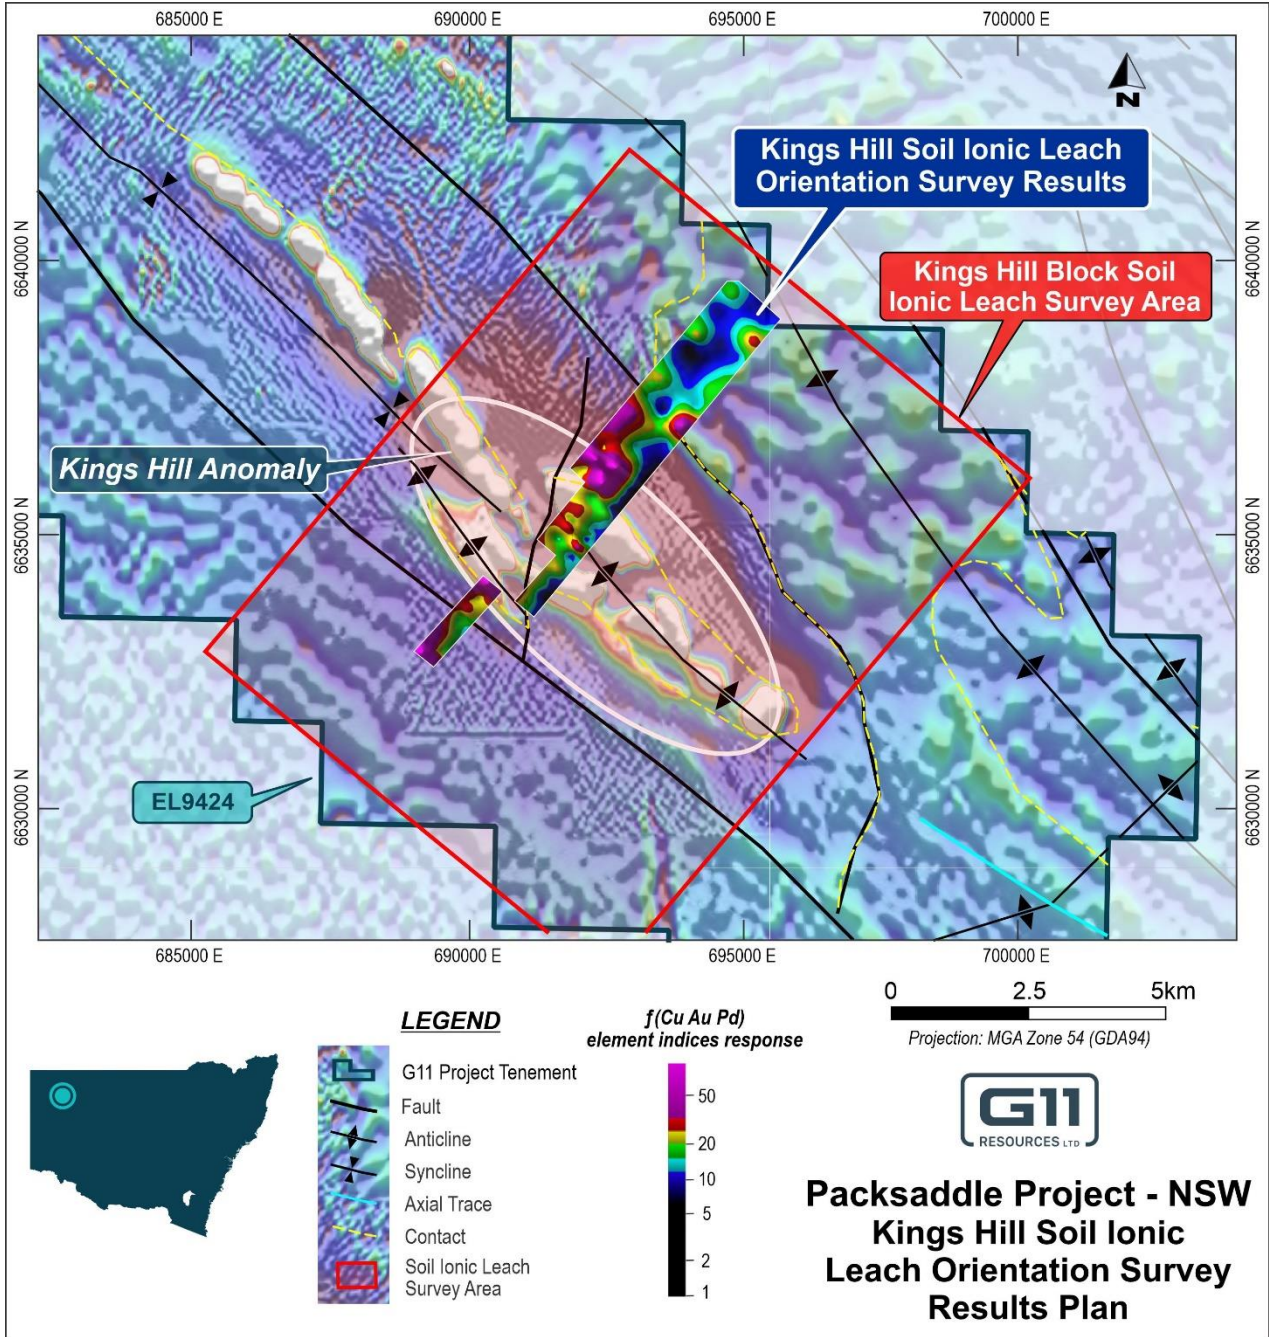 685000 E
690000 E
695000 E
700000 E
N
Kings Hill Soil Ionic Leach
Orientation Survey Results
Kings Hill Block Soil
Ionic Leach Survey Area
6640000 N
6640000 N
Kings Hill Anomaly
6635000 N
6635000 N
EL9424
6630000 N
6630000 N
685000 E
690000 E
695000 E
700000 E
LEGEND
G11 Project Tenement
Fault
Anticline
Syncline
Axial Trace
Contact
Soil Ionic Leach
Survey Area
f(Cu Au Pd)
element indices response
50
20
10
5
2
1
0 2.5 5km
Projection: MGA Zone 54 (GDA94)
G11
RESOURCES LTD
Packsaddle Project - NSW
Kings Hill Soil Ionic
Leach Orientation Survey
Results Plan